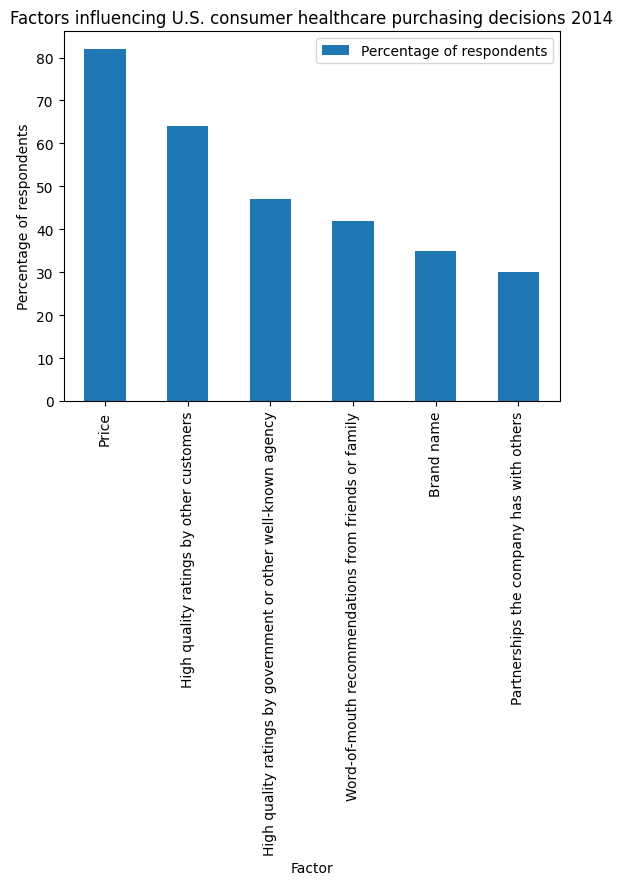 Factors influencing U.S. consumer healthcare purchasing decisions 2014
Percentage of respondents
Percentage of respondents
80
70
60
50
40
30
20
10
0
Price
High quality ratings by other customers
High quality ratings by government or other well-known agency
Word-of-mouth recommendations from friends or family
Brand name
Partnerships the company has with others
Factor